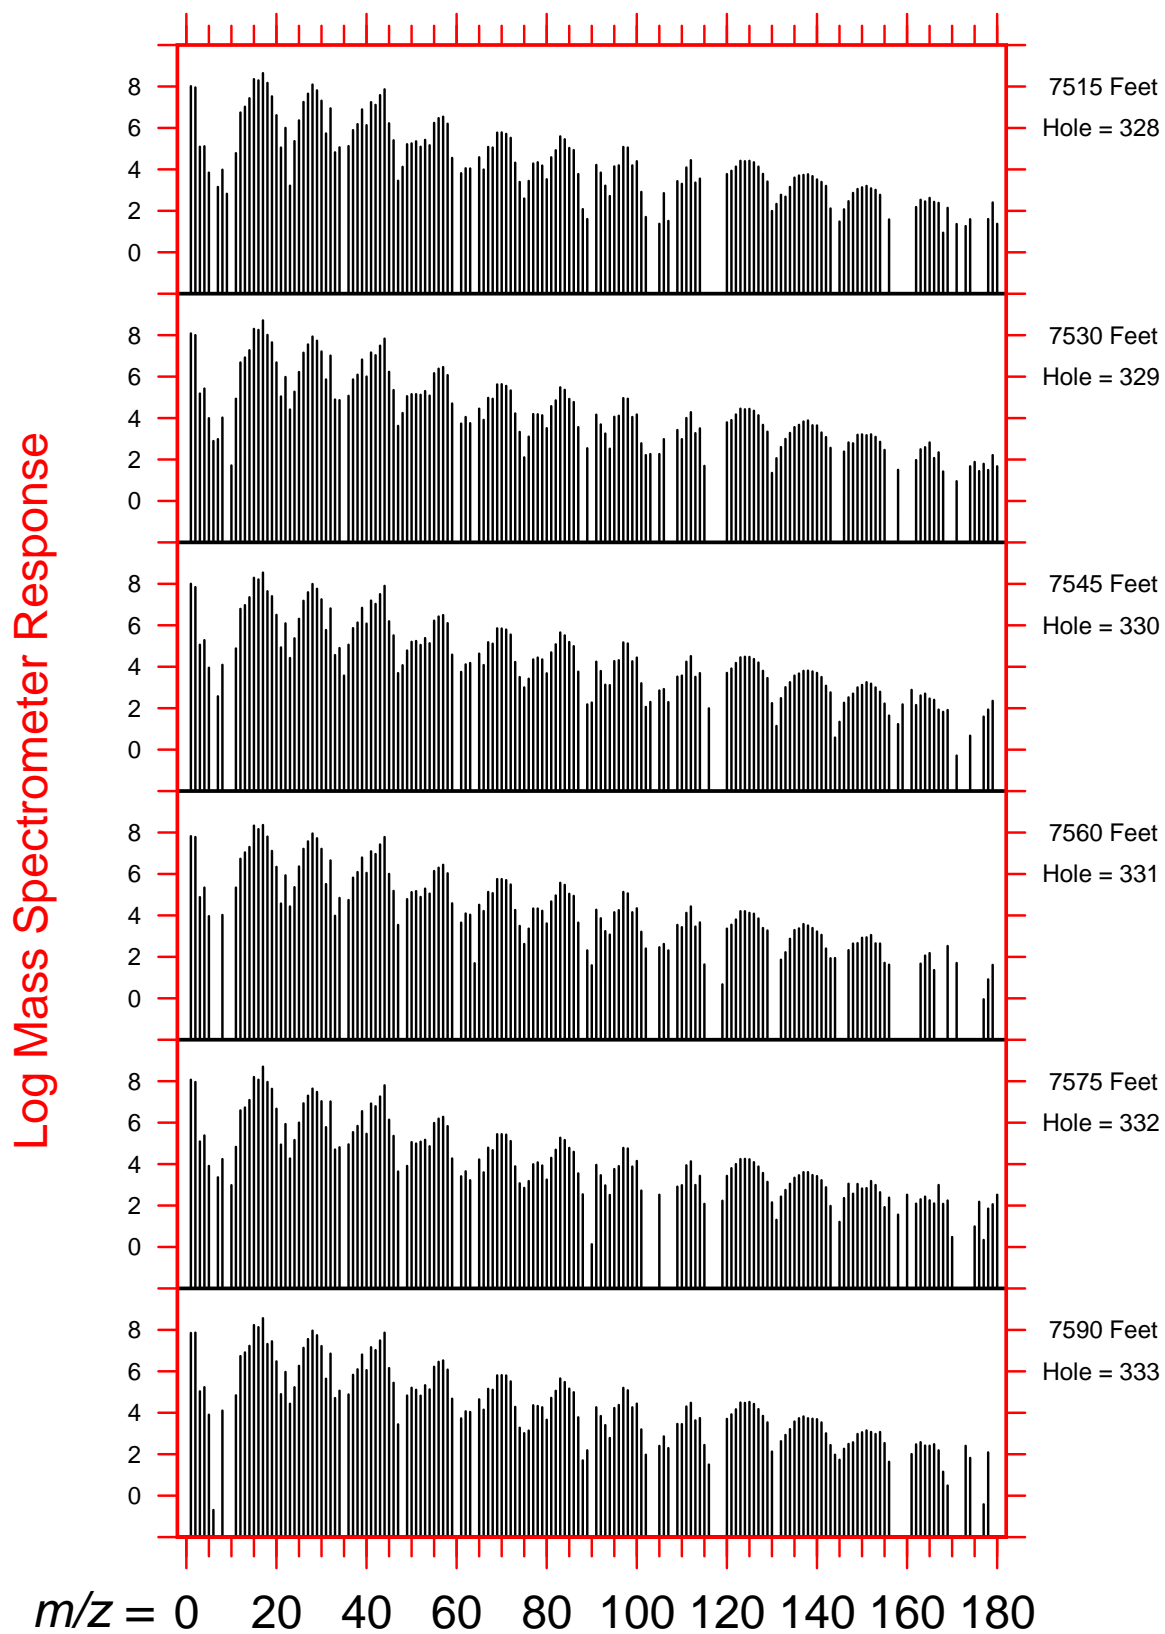 8
6
4
2
0
7515 Feet
Hole = 328
8
6
4
2
0
7530 Feet
Hole = 329
8
6
4
2
0
7545 Feet
Hole = 330
8
6
4
2
0
7560 Feet
Hole = 331
8
6
4
2
0
7575 Feet
Hole = 332
8
6
4
2
0
7590 Feet
Hole = 333
Log Mass Spectrometer Response
m/z = 0 20 40 60 80 100 120 140 160 180